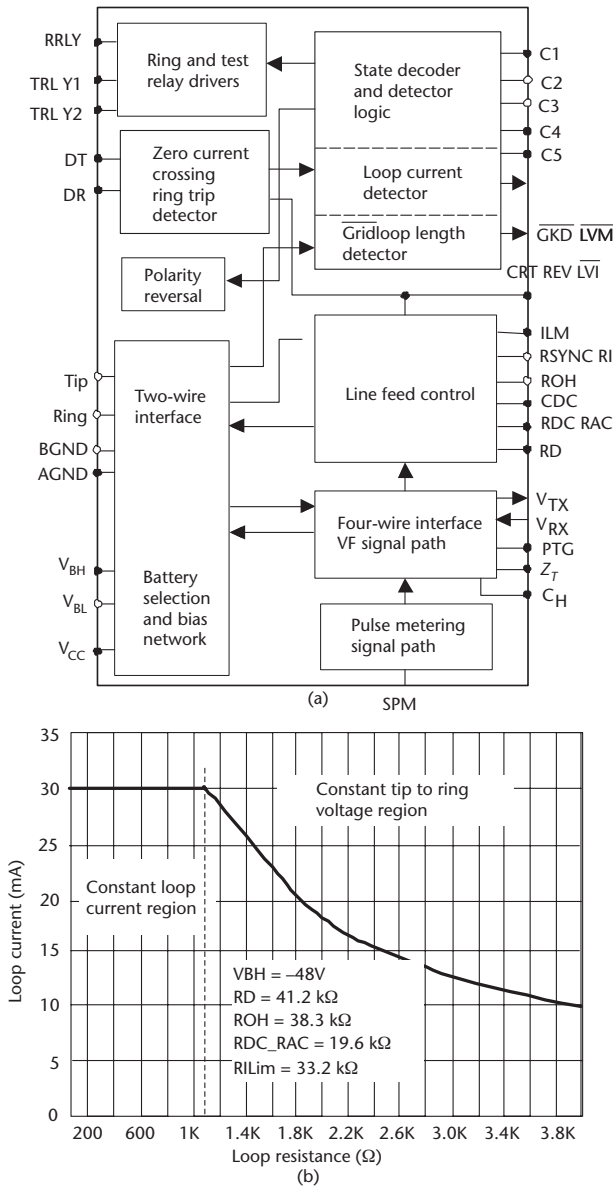 RRLY
TRL Y1
TRL Y2
DT
DR
Ring and test
relay drivers
Zero current
crossing
ring trip
detector
Polarity
reversal
State decoder
and detector
logic
Loop current
detector
Gridloop length
detector
C1
C2
C3
C4
C5
GKD LVM
CRT REV LVI
Tip
Ring
BGND
AGND
VBH
VBL
VCC
Two-wire
interface
Battery
selection
and bias
network
Line feed control
Four-wire interface
VF signal path
Pulse metering
signal path
ILM
RSYNC RI
ROH
CDC
RDC RAC
RD
VTX
VRX
PTG
ZT
CH
SPM
(a)
35
30
25
20
15
10
5
0
Loop current (mA)
Constant tip to ring
voltage region
Constant loop
current region
VBH = –48V
RD = 41.2 kΩ
ROH = 38.3 kΩ
RDC_RAC = 19.6 kΩ
RILim = 33.2 kΩ
200 600 1K 1.4K 1.8K 2.2K 2.6K 3.0K 3.4K 3.8K
Loop resistance (Ω)
(b)